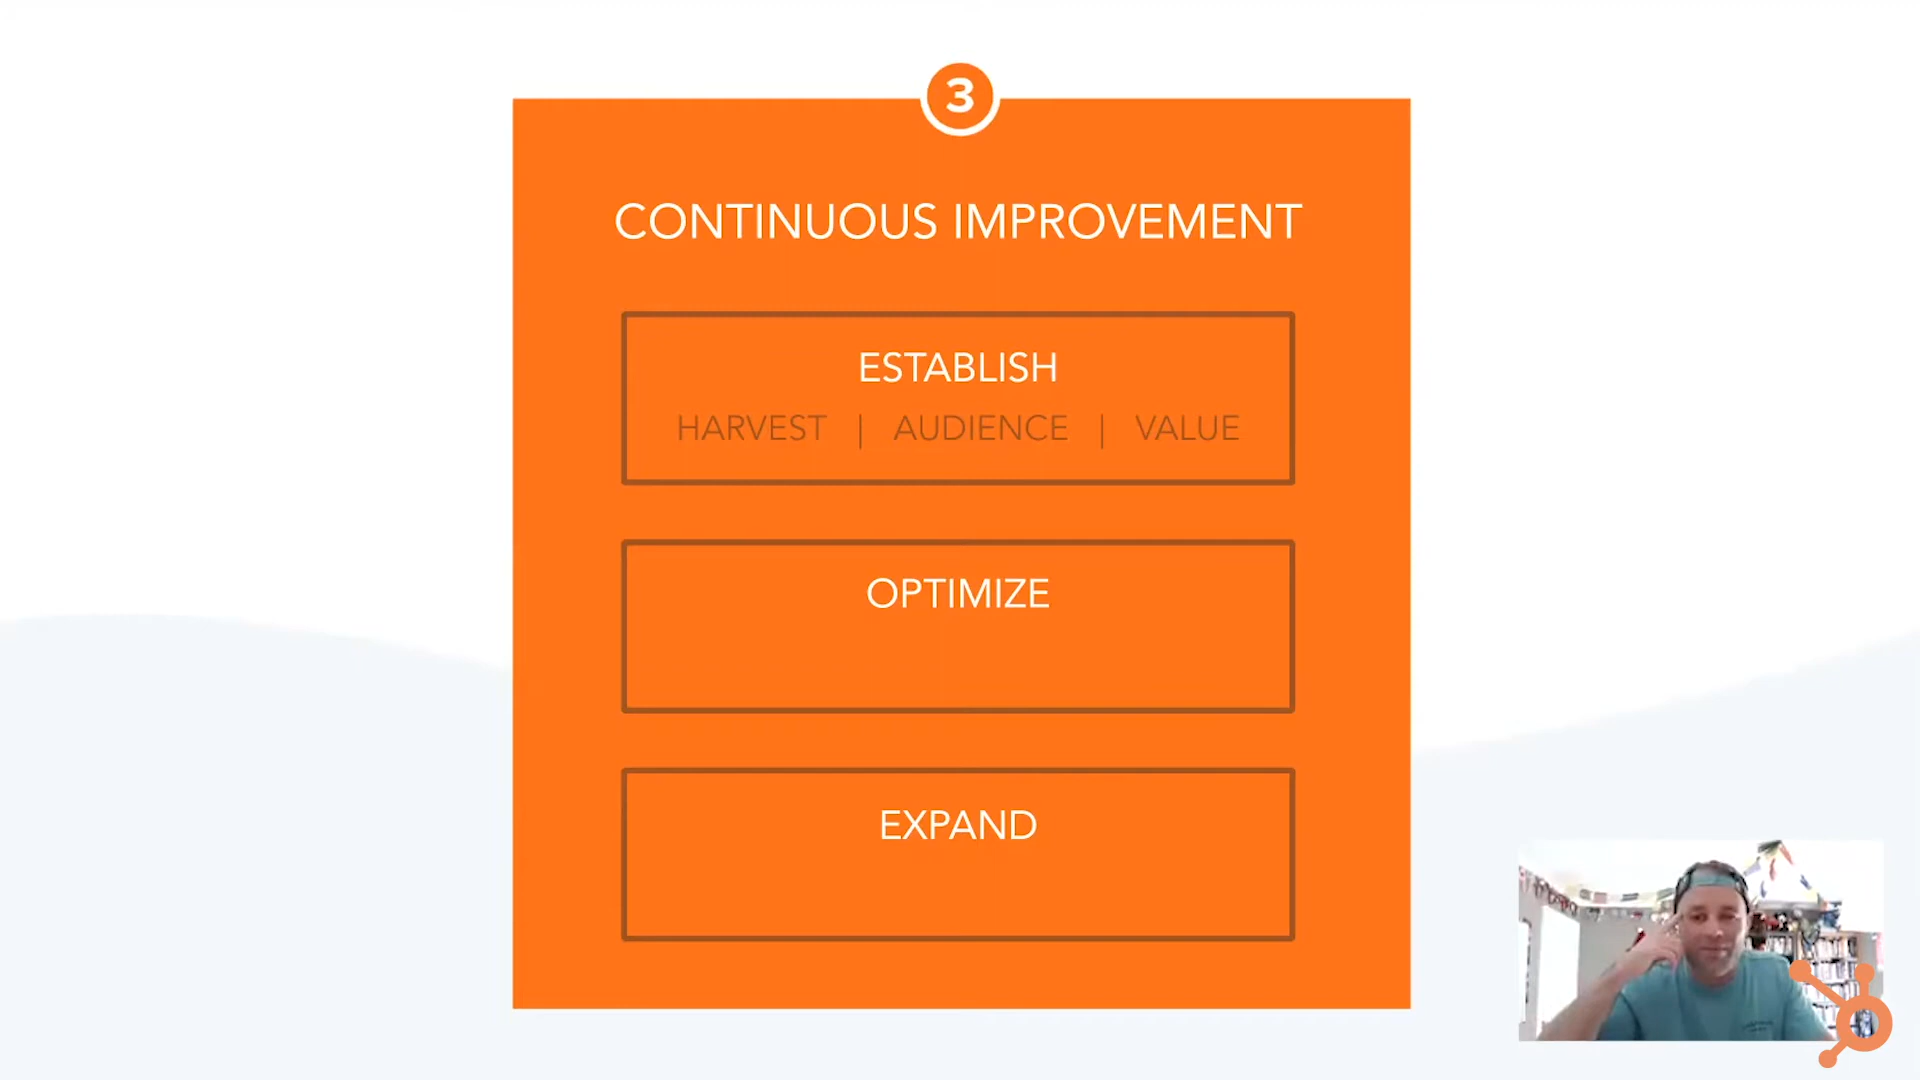 3
CONTINUOUS IMPROVEMENT
ESTABLISH
HARVEST | AUDIENCE | VALUE
OPTIMIZE
EXPAND